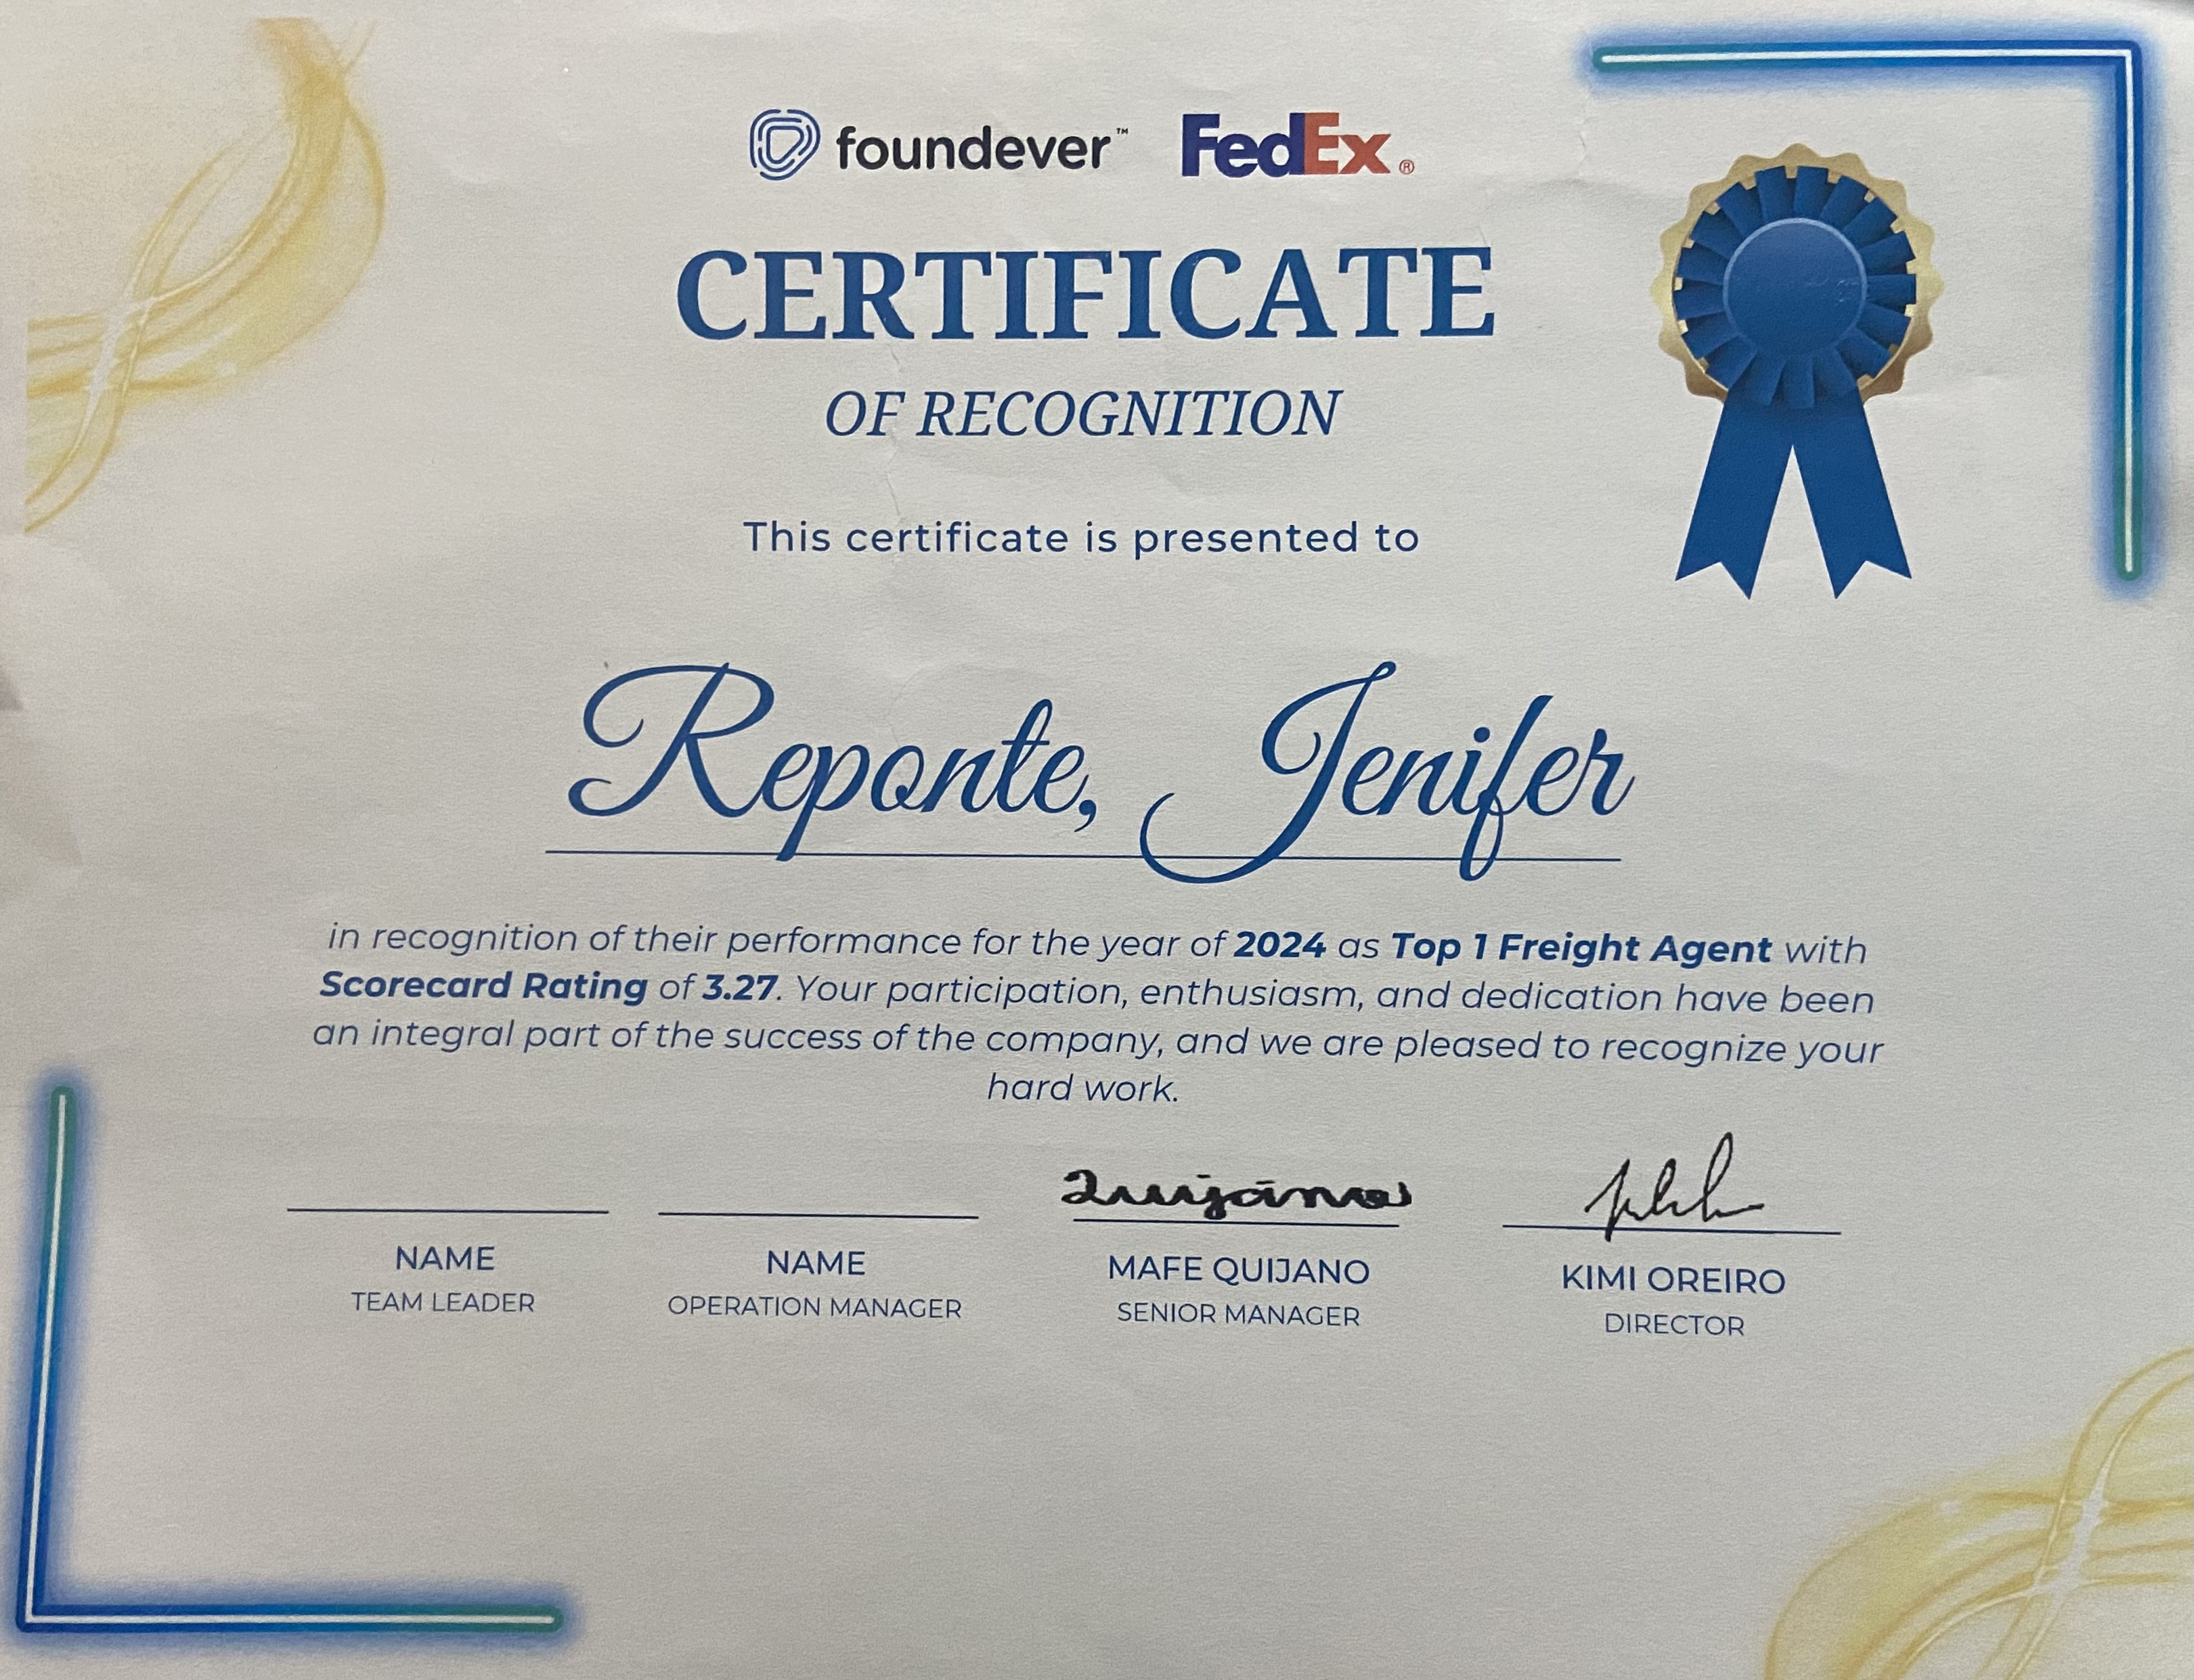 foundever™ FedEx®
CERTIFICATE
OF RECOGNITION
This certificate is presented to
Reponte, Jenifer
in recognition of their performance for the year of 2024 as Top 1 Freight Agent with
Scorecard Rating of 3.27. Your participation, enthusiasm, and dedication have been
an integral part of the success of the company, and we are pleased to recognize your
hard work.
Quijano
NAME NAME MAFE QUIJANO KIMI OREIRO
TEAM LEADER OPERATION MANAGER SENIOR MANAGER DIRECTOR